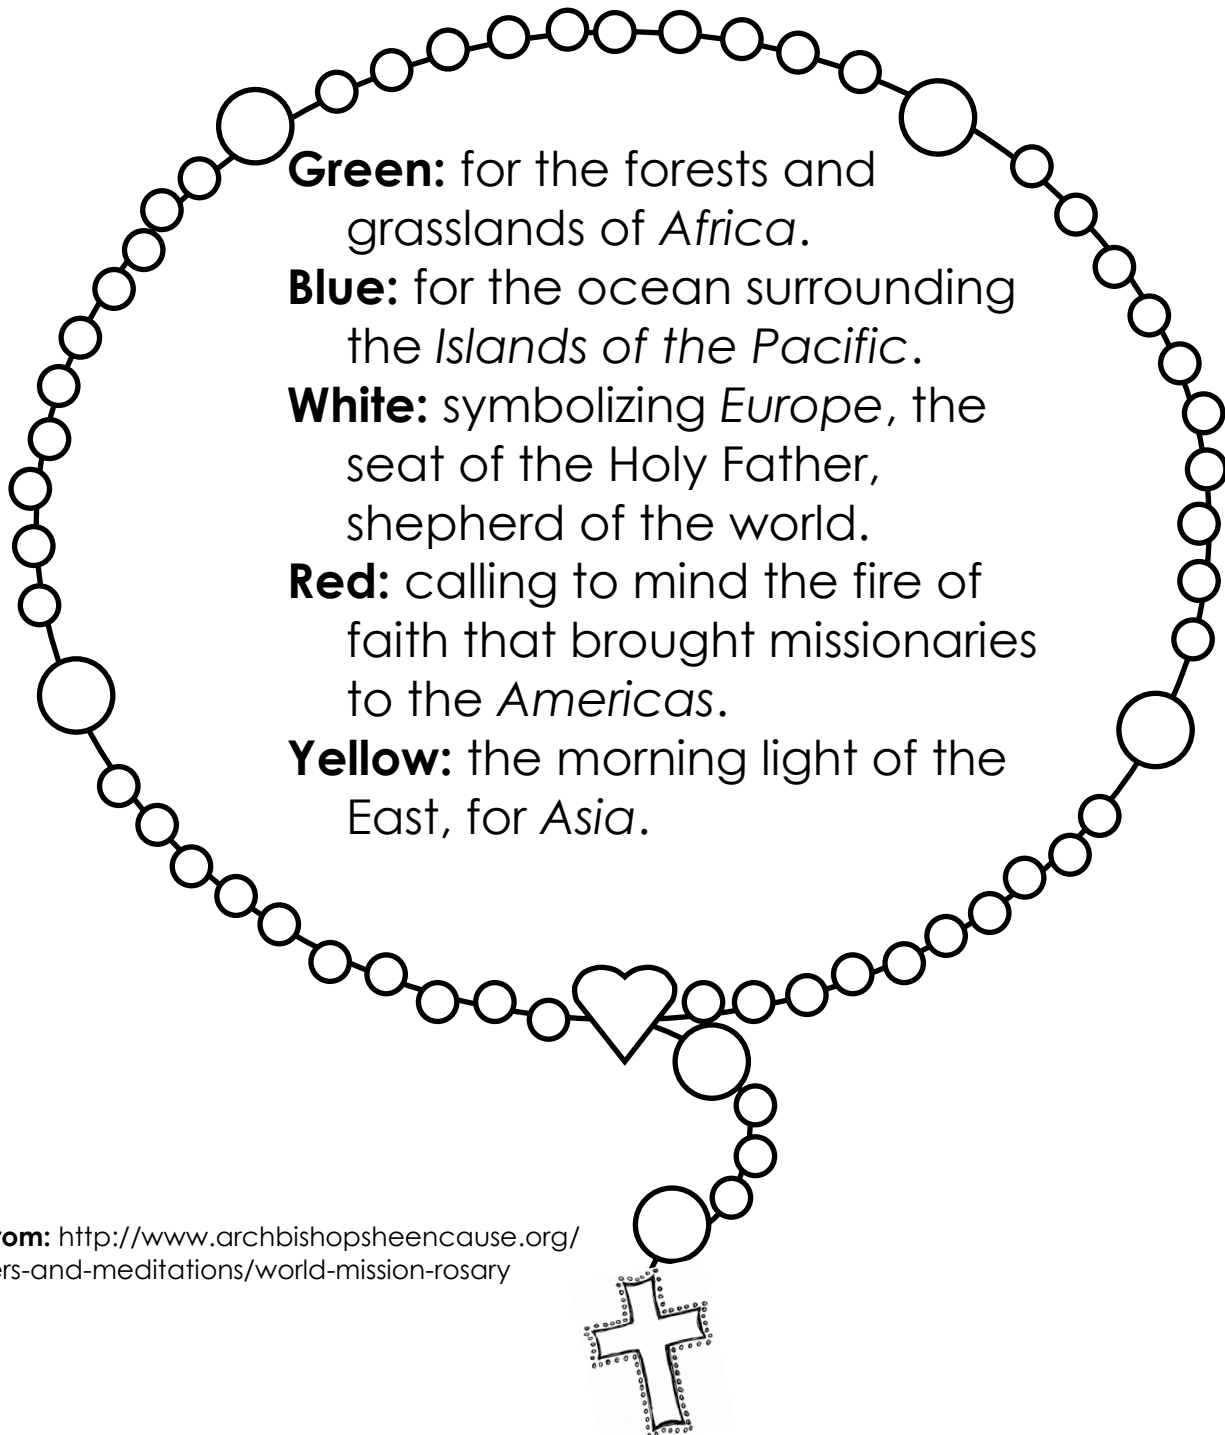 Green: for the forests and
grasslands of Africa.
Blue: for the ocean surrounding
the Islands of the Pacific.
White: symbolizing Europe, the
seat of the Holy Father,
shepherd of the world.
Red: calling to mind the fire of
faith that brought missionaries
to the Americas.
Yellow: the morning light of the
East, for Asia.
rom: http://www.archbishopsheencause.org/
ers-and-meditations/world-mission-rosary